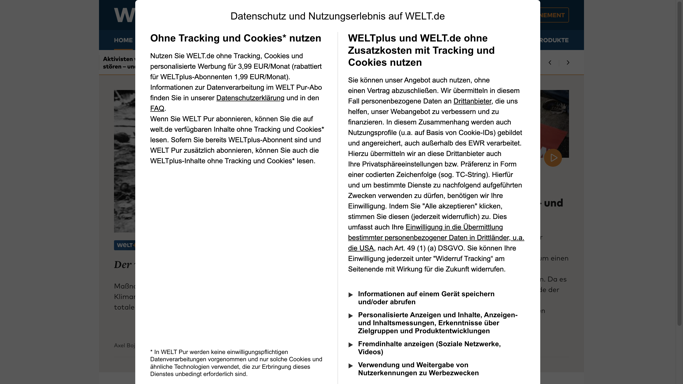 Datenschutz und Nutzungserlebnis auf WELT.de
Ohne Tracking und Cookies* nutzen
Nutzen Sie WELT.de ohne Tracking, Cookies und
personalisierte Werbung für 3,99 EUR/Monat (rabattiert
für WELTplus-Abonnenten 1,99 EUR/Monat).
Informationen zur Datenverarbeitung im WELT Pur-Abo
finden Sie in unserer Datenschutzerklärung und in den
FAQ.
Wenn Sie WELT Pur abonnieren, können Sie die auf
welt.de verfügbaren Inhalte ohne Tracking und Cookies*
lesen. Sofern Sie bereits WELTplus-Abonnent sind und
WELT Pur zusätzlich abonnieren, können Sie auch die
WELTplus-Inhalte ohne Tracking und Cookies* lesen.
* In WELT Pur werden keine einwilligungspflichtigen
Datenverarbeitungen vorgenommen und nur solche Cookies und
ähnliche Technologien verwendet, die zur Erbringung dieses
Dienstes unbedingt erforderlich sind.
WELTplus und WELT.de ohne
Zusatzkosten mit Tracking und
Cookies nutzen
Sie können unser Angebot auch nutzen, ohne
einen Vertrag abzuschließen. Wir übermitteln in diesem
Fall personenbezogene Daten an Drittanbieter, die uns
helfen, unser Webangebot zu verbessern und zu
finanzieren. In diesem Zusammenhang werden auch
Nutzungsprofile (u.a. auf Basis von Cookie-IDs) gebildet
und angereichert, auch außerhalb des EWR verarbeitet.
Hierzu übermitteln wir an diese Drittanbieter auch
Ihre Privatsphäreeinstellungen bzw. Präferenz in Form
einer codierten Zeichenfolge (sog. TC-String). Hierfür
und um bestimmte Dienste zu nachfolgend aufgeführten
Zwecken verwenden zu dürfen, benötigen wir Ihre
Einwilligung. Indem Sie "Alle akzeptieren" klicken,
stimmen Sie diesen (jederzeit widerruflich) zu. Dies
umfasst auch Ihre Einwilligung in die Übermittlung
bestimmter personenbezogener Daten in Drittländer, u.a.
die USA, nach Art. 49 (1) (a) DSGVO. Sie können Ihre
Einwilligung jederzeit unter "Widerruf Tracking" am
Seitenende mit Wirkung für die Zukunft widerrufen.
Informationen auf einem Gerät speichern
und/oder abrufen
Personalisierte Anzeigen und Inhalte, Anzeigen-
und Inhaltsmessungen, Erkenntnisse über
Zielgruppen und Produktentwicklungen
Fremdinhalte anzeigen (Soziale Netzwerke,
Videos)
Verwendung und Weitergabe von
Nutzerkennungen zu Werbezwecken
HOME
Aktivisten
stören –
WELT
Der
Maßn
Klima
totale
Axel
und
einen
Do. es